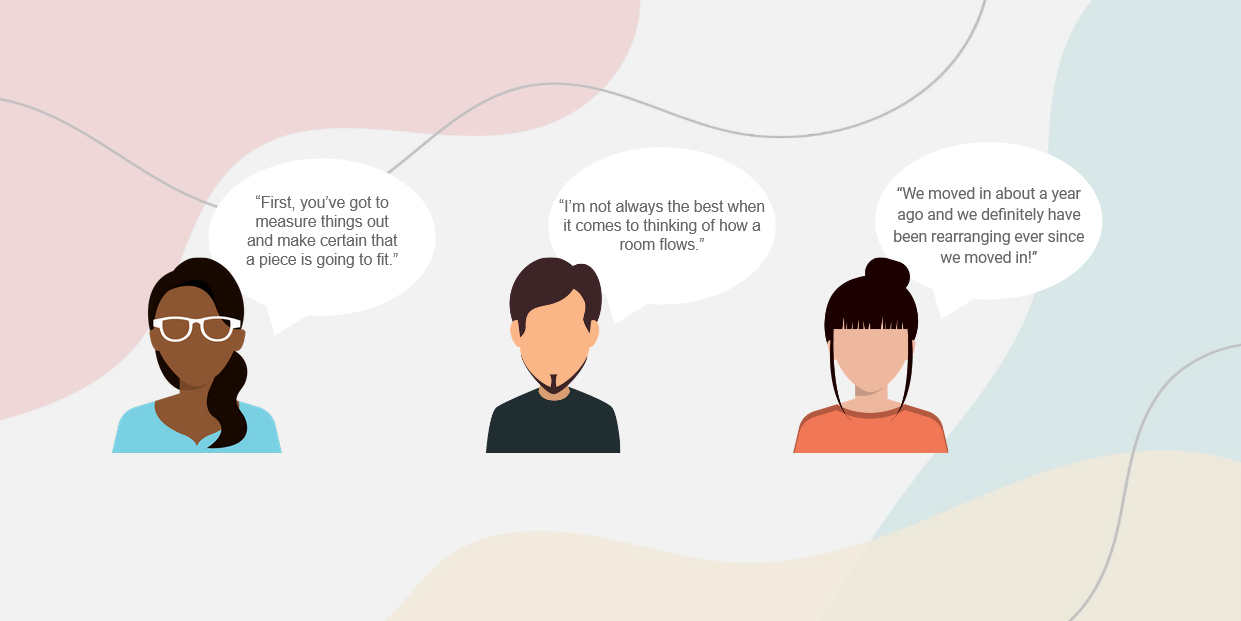 “First, you’ve got to
measure things out
and make certain that
a piece is going to fit.”
“I’m not always the best when
it comes to thinking of how a
room flows.”
“We moved in about a year
ago and we definitely have
been rearranging ever since
we moved in!”